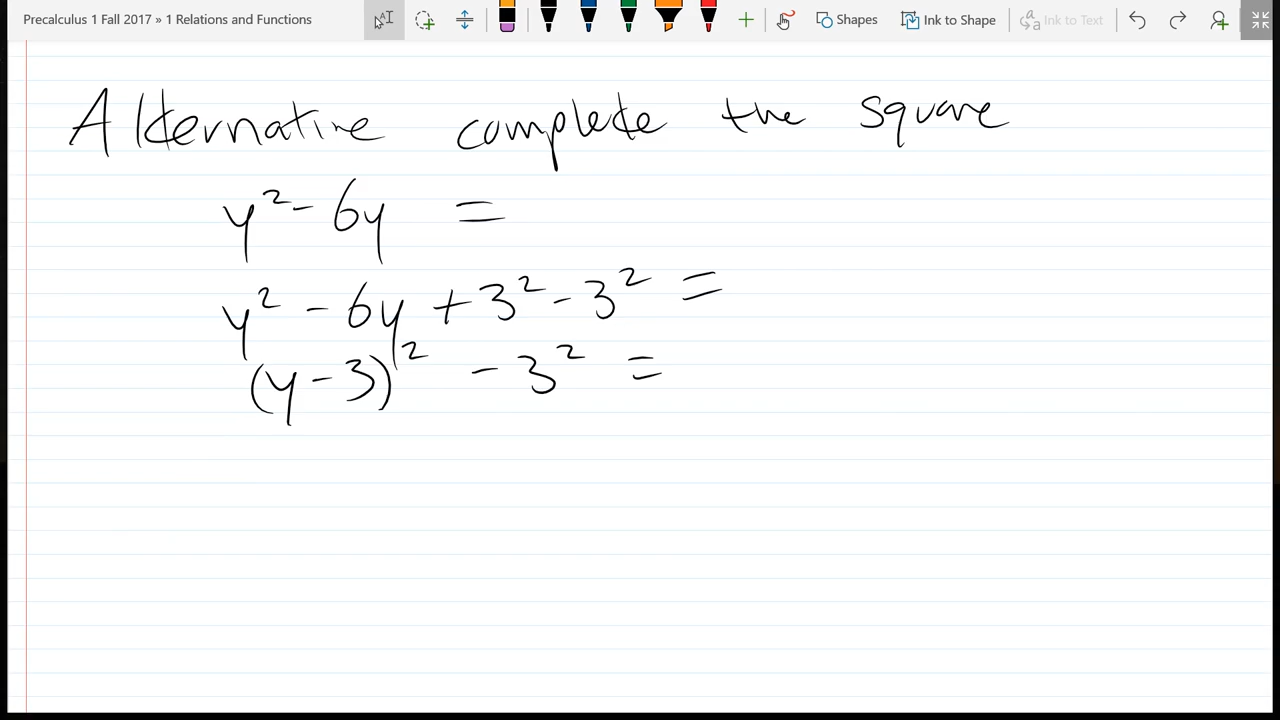 Precalculus 1 Fall 2017 » 1 Relations and Functions
Shapes
Ink to Shape
Ink to Text
Alternative complete the square
y² - 6y =
y² - 6y + 3² - 3² =
(y - 3)² - 3² =